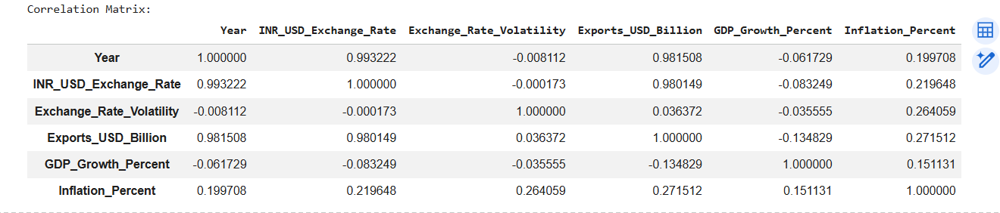 Correlation Matrix:
Year INR_USD_Exchange_Rate Exchange_Rate_Volatility Exports_USD_Billion GDP_Growth_Percent Inflation_Percent
Year 1.000000 0.993222 -0.008112 0.981508 -0.061729 0.199708
INR_USD_Exchange_Rate 0.993222 1.000000 -0.000173 0.980149 -0.083249 0.219648
Exchange_Rate_Volatility -0.008112 -0.000173 1.000000 0.036372 -0.035555 0.264059
Exports_USD_Billion 0.981508 0.980149 0.036372 1.000000 -0.134829 0.271512
GDP_Growth_Percent -0.061729 -0.083249 -0.035555 -0.134829 1.000000 0.151131
Inflation_Percent 0.199708 0.219648 0.264059 0.271512 0.151131 1.000000